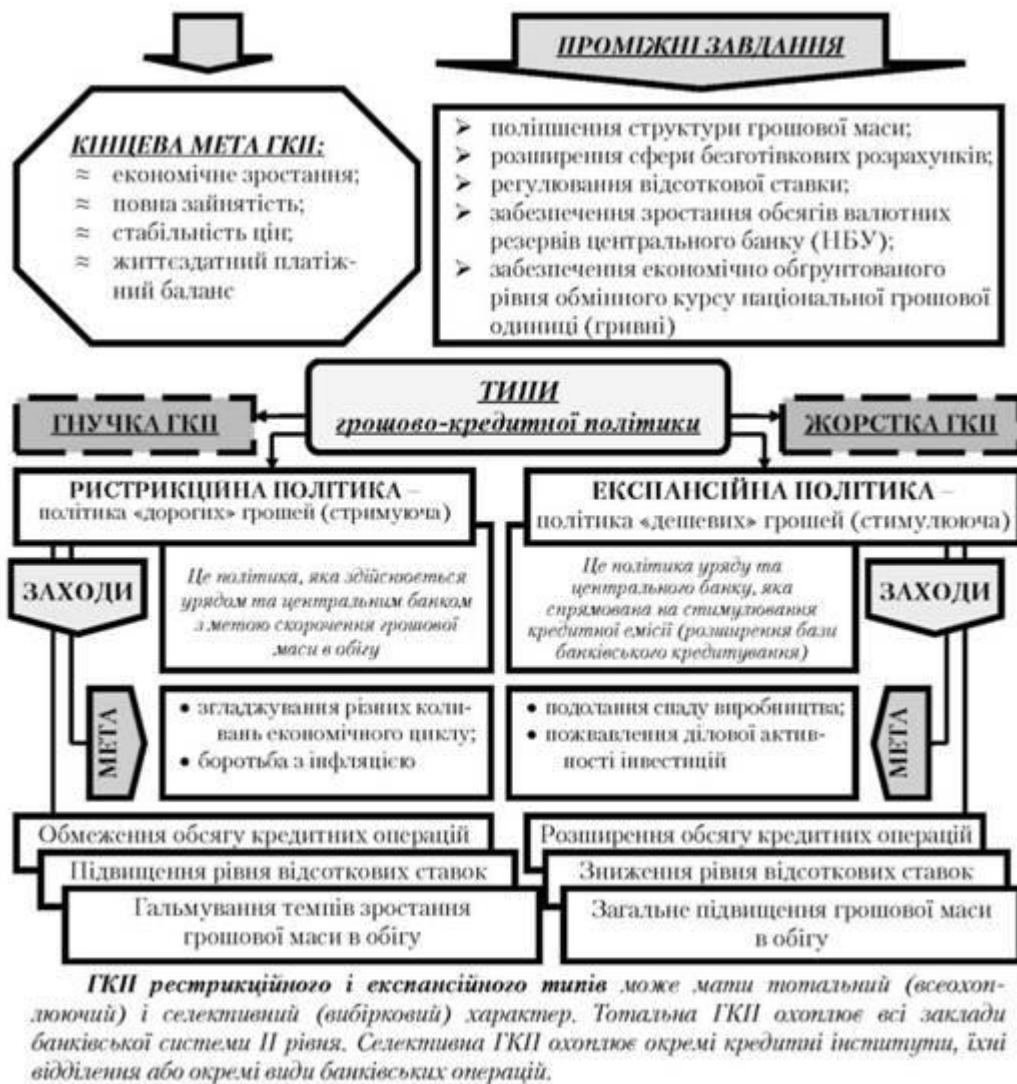 ПРОМІЖНІ ЗАВДАННЯ
КІНЦЕВА МЕТА ГКП:
≈ економічне зростання;
≈ повна зайнятість;
≈ стабільність цін;
≈ життєздатний платіж-
ний баланс
➢ поліпшення структури грошової маси;
➢ розширення сфери безготівкових розрахунків;
➢ регулювання відсоткової ставки;
➢ забезпечення зростання обсягів валютних
резервів центрального банку (НБУ);
➢ забезпечення економічно обґрунтованого
рівня обмінного курсу національної грошової
одиниці (гривні)
ТИПИ
грошово-кредитної політики
ГНУЧКА ГКП
ЖОРСТКА ГКП
РИСТРИКЦІЙНА ПОЛІТИКА –
політика «дорогих» грошей (стримуюча)
ЕКСПАНСІЙНА ПОЛІТИКА –
політика «дешевих» грошей (стимулююча)
ЗАХОДИ
Це політика, яка здійснюється
урядом та центральним банком
з метою скорочення грошової
маси в обігу
Це політика уряду та
центрального банку, яка
спрямована на стимулювання
кредитної емісії (розширення бази
банківського кредитування)
ЗАХОДИ
МЕТА
• згладжування різних коли-
вань економічного циклу;
• боротьба з інфляцією
• подолання спаду виробництва;
• пожвавлення ділової актив-
ності інвестицій
МЕТА
Обмеження обсягу кредитних операцій
Підвищення рівня відсоткових ставок
Гальмування темпів зростання
грошової маси в обігу
Розширення обсягу кредитних операцій
Зниження рівня відсоткових ставок
Загальне підвищення грошової маси
в обігу
ГКП рестрикційного і експансійного типів може мати тотальний (всеохоп-
люючий) і селективний (вибірковий) характер. Тотальна ГКП охоплює всі заклади
банківської системи II рівня. Селективна ГКП охоплює окремі кредитні інститути, їхні
відділення або окремі види банківських операцій.